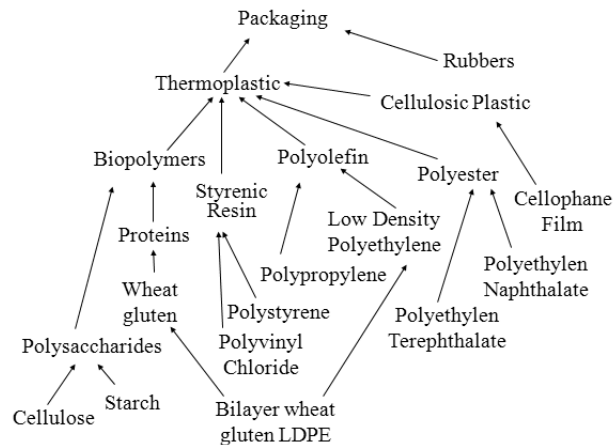 Packaging
Rubbers
Thermoplastic
Cellulosic Plastic
Biopolymers
Polyolefin
Polyester
Styrenic
Resin
Cellophane
Film
Low Density
Polyethylene
Proteins
Polypropylene
Polyethylen
Naphthalate
Wheat
gluten
Polystyrene
Polyethylen
Terephthalate
Polyvinyl
Chloride
Polysaccharides
Starch
Cellulose
Bilayer wheat
gluten LDPE